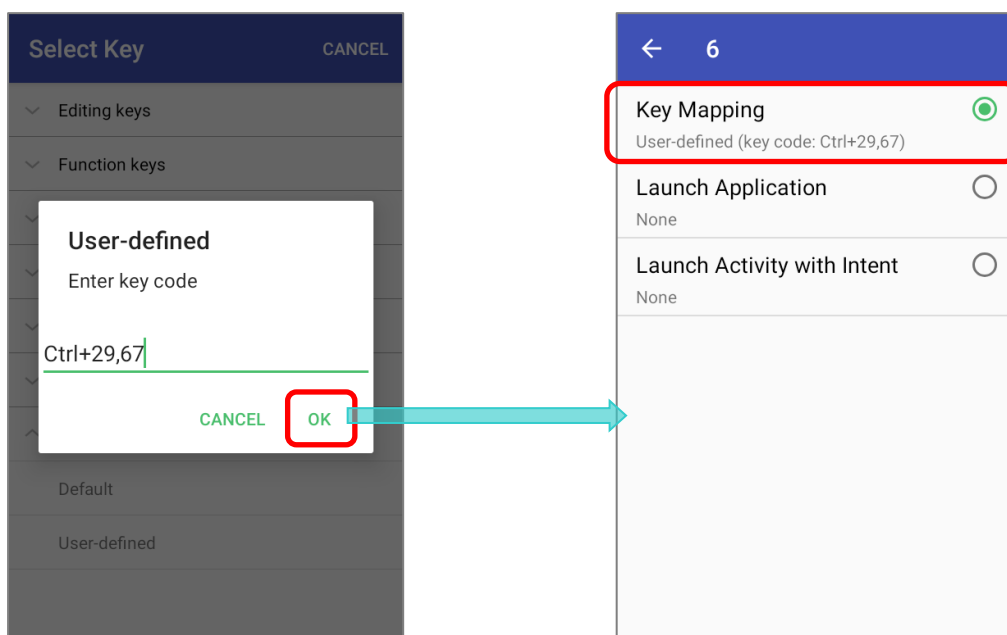 Select Key
CANCEL
Editing keys
Function keys
User-defined
Enter key code
Ctrl+29,67
CANCEL
OK
Default
User-defined
6
Key Mapping
User-defined (key code: Ctrl+29,67)
Launch Application
None
Launch Activity with Intent
None